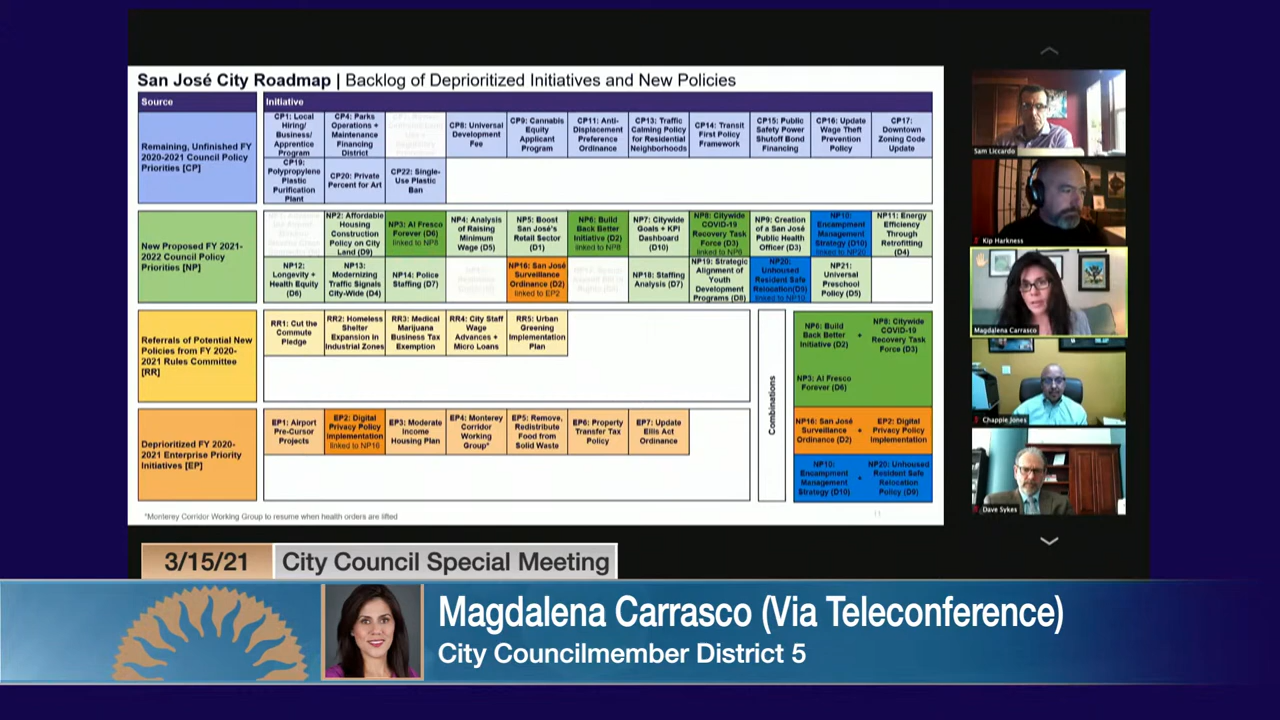 San José City Roadmap | Backlog of Deprioritized Initiatives and New Policies
Source
Initiative
Remaining, Unfinished FY
2020-2021 Council Policy
Priorities [CP]
CP1: Local
Hiring/
Business/
Apprentice
Program
CP4: Parks
Operations +
Maintenance
Financing
District
CP8: Universal
Development
Fee
CP9: Cannabis
Equity
Applicant
Program
CP11: Anti-
Displacement
Preference
Ordinance
CP13: Traffic
Calming Policy
for Residential
Neighborhoods
CP14: Transit
First Policy
Framework
CP15: Public
Safety Power
Shutoff Bond
Financing
CP16: Update
Wage Theft
Prevention
Policy
CP17:
Downtown
Zoning Code
Update
CP19:
Polypropylene
Plastic
Purification
Plant
CP20: Private
Percent for Art
CP22: Single-
Use Plastic
Ban
New Proposed FY 2021-
2022 Council Policy
Priorities [NP]
NP2: Affordable
Housing
Construction
Policy on City
Land (D9)
NP3: Al Fresco
Forever (D6)
linked to NP8
NP4: Analysis
of Raising
Minimum
Wage (D5)
NP5: Boost
San José's
Retail Sector
(D1)
NP6: Build
Back Better
Initiative (D2)
linked to NP8
NP7: Citywide
Goals + KPI
Dashboard
(D10)
NP8: Citywide
COVID-19
Recovery Task
Force (D3)
linked to NP6
NP9: Creation
of a San José
Public Health
Officer (D3)
NP10:
Encampment
Management
Strategy (D10)
linked to NP20
NP11: Energy
Efficiency
Through
Retrofitting
(D4)
NP12:
Longevity +
Health Equity
(D6)
NP13:
Modernizing
Traffic Signals
City-Wide (D4)
NP14: Police
Staffing (D7)
NP16: San José
Surveillance
Ordinance (D2)
linked to EP2
NP18: Staffing
Analysis (D7)
NP19: Strategic
Alignment of
Youth
Development
Programs (D8)
NP20:
Unhoused
Resident Safe
Relocation(D9)
linked to NP10
NP21:
Universal
Preschool
Policy (D5)
Referrals of Potential New
Policies from FY 2020-
2021 Rules Committee
[RR]
RR1: Cut the
Commute
Pledge
RR2: Homeless
Shelter
Expansion in
Industrial Zones
RR3: Medical
Marijuana
Business Tax
Exemption
RR4: City Staff
Wage
Advances +
Micro Loans
RR5: Urban
Greening
Implementation
Plan
Deprioritized FY 2020-
2021 Enterprise Priority
Initiatives [EP]
EP1: Airport
Pre-Cursor
Projects
EP2: Digital
Privacy Policy
Implementation
linked to NP16
EP3: Moderate
Income
Housing Plan
EP4: Monterey
Corridor
Working
Group*
EP5: Remove,
Redistribute
Food from
Solid Waste
EP6: Property
Transfer Tax
Policy
EP7: Update
Ellis Act
Ordinance
Combinations
NP6: Build
Back Better
Initiative (D2)
+
NP8: Citywide
COVID-19
Recovery Task
Force (D3)
NP3: Al Fresco
Forever (D6)
NP16: San José
Surveillance
Ordinance (D2)
+
EP2: Digital
Privacy Policy
Implementation
NP10:
Encampment
Management
Strategy (D10)
+
NP20: Unhoused
Resident Safe
Relocation
Policy (D9)
*Monterey Corridor Working Group to resume when health orders are lifted
11
Sam Liccardo
Kip Harkness
Magdalena Carrasco
Chappie Jones
Dave Sykes
3/15/21
City Council Special Meeting
Magdalena Carrasco (Via Teleconference)
City Councilmember District 5